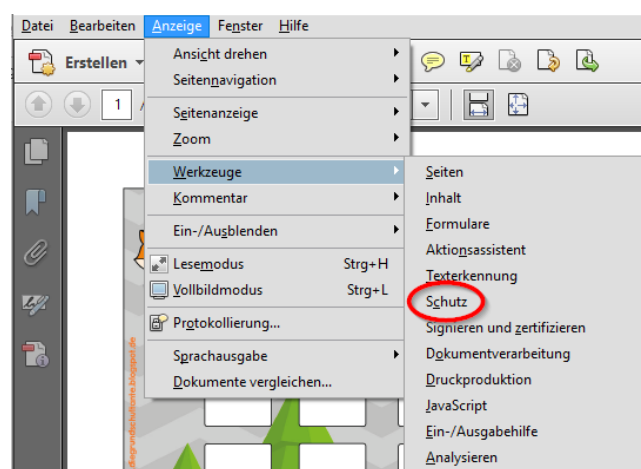 Datei Bearbeiten Anzeige Fenster Hilfe
Erstellen
1
Ansicht drehen
Seitennavigation
Seitenanzeige
Zoom
Werkzeuge
Kommentar
Ein-/Ausblenden
Lesemodus Strg+H
Vollbildmodus Strg+L
Protokollierung...
Sprachausgabe
Dokumente vergleichen...
Seiten
Inhalt
Formulare
Aktionsassistent
Texterkennung
Schutz
Signieren und zertifizieren
Dokumentverarbeitung
Druckproduktion
JavaScript
Ein-/Ausgabehilfe
Analysieren